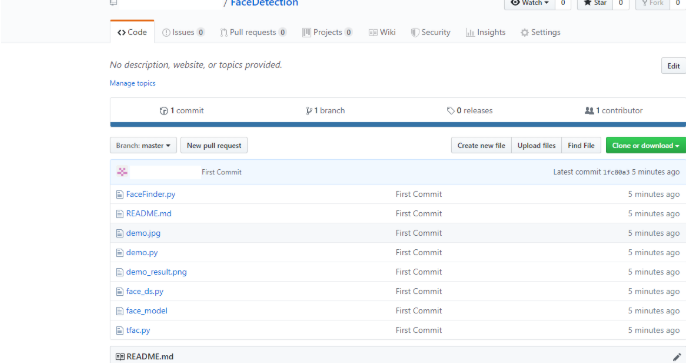 / FaceDetection
Watch 0 Star 0 Fork 0
Code Issues 0 Pull requests 0 Projects 0 Wiki Security Insights Settings
No description, website, or topics provided. Edit
Manage topics
1 commit 1 branch 0 releases 1 contributor
Branch: master New pull request Create new file Upload files Find File Clone or download
First Commit Latest commit 1fc80a3 5 minutes ago
FaceFinder.py First Commit 5 minutes ago
README.md First Commit 5 minutes ago
demo.jpg First Commit 5 minutes ago
demo.py First Commit 5 minutes ago
demo_result.png First Commit 5 minutes ago
face_ds.py First Commit 5 minutes ago
face_model First Commit 5 minutes ago
tfac.py First Commit 5 minutes ago
README.md